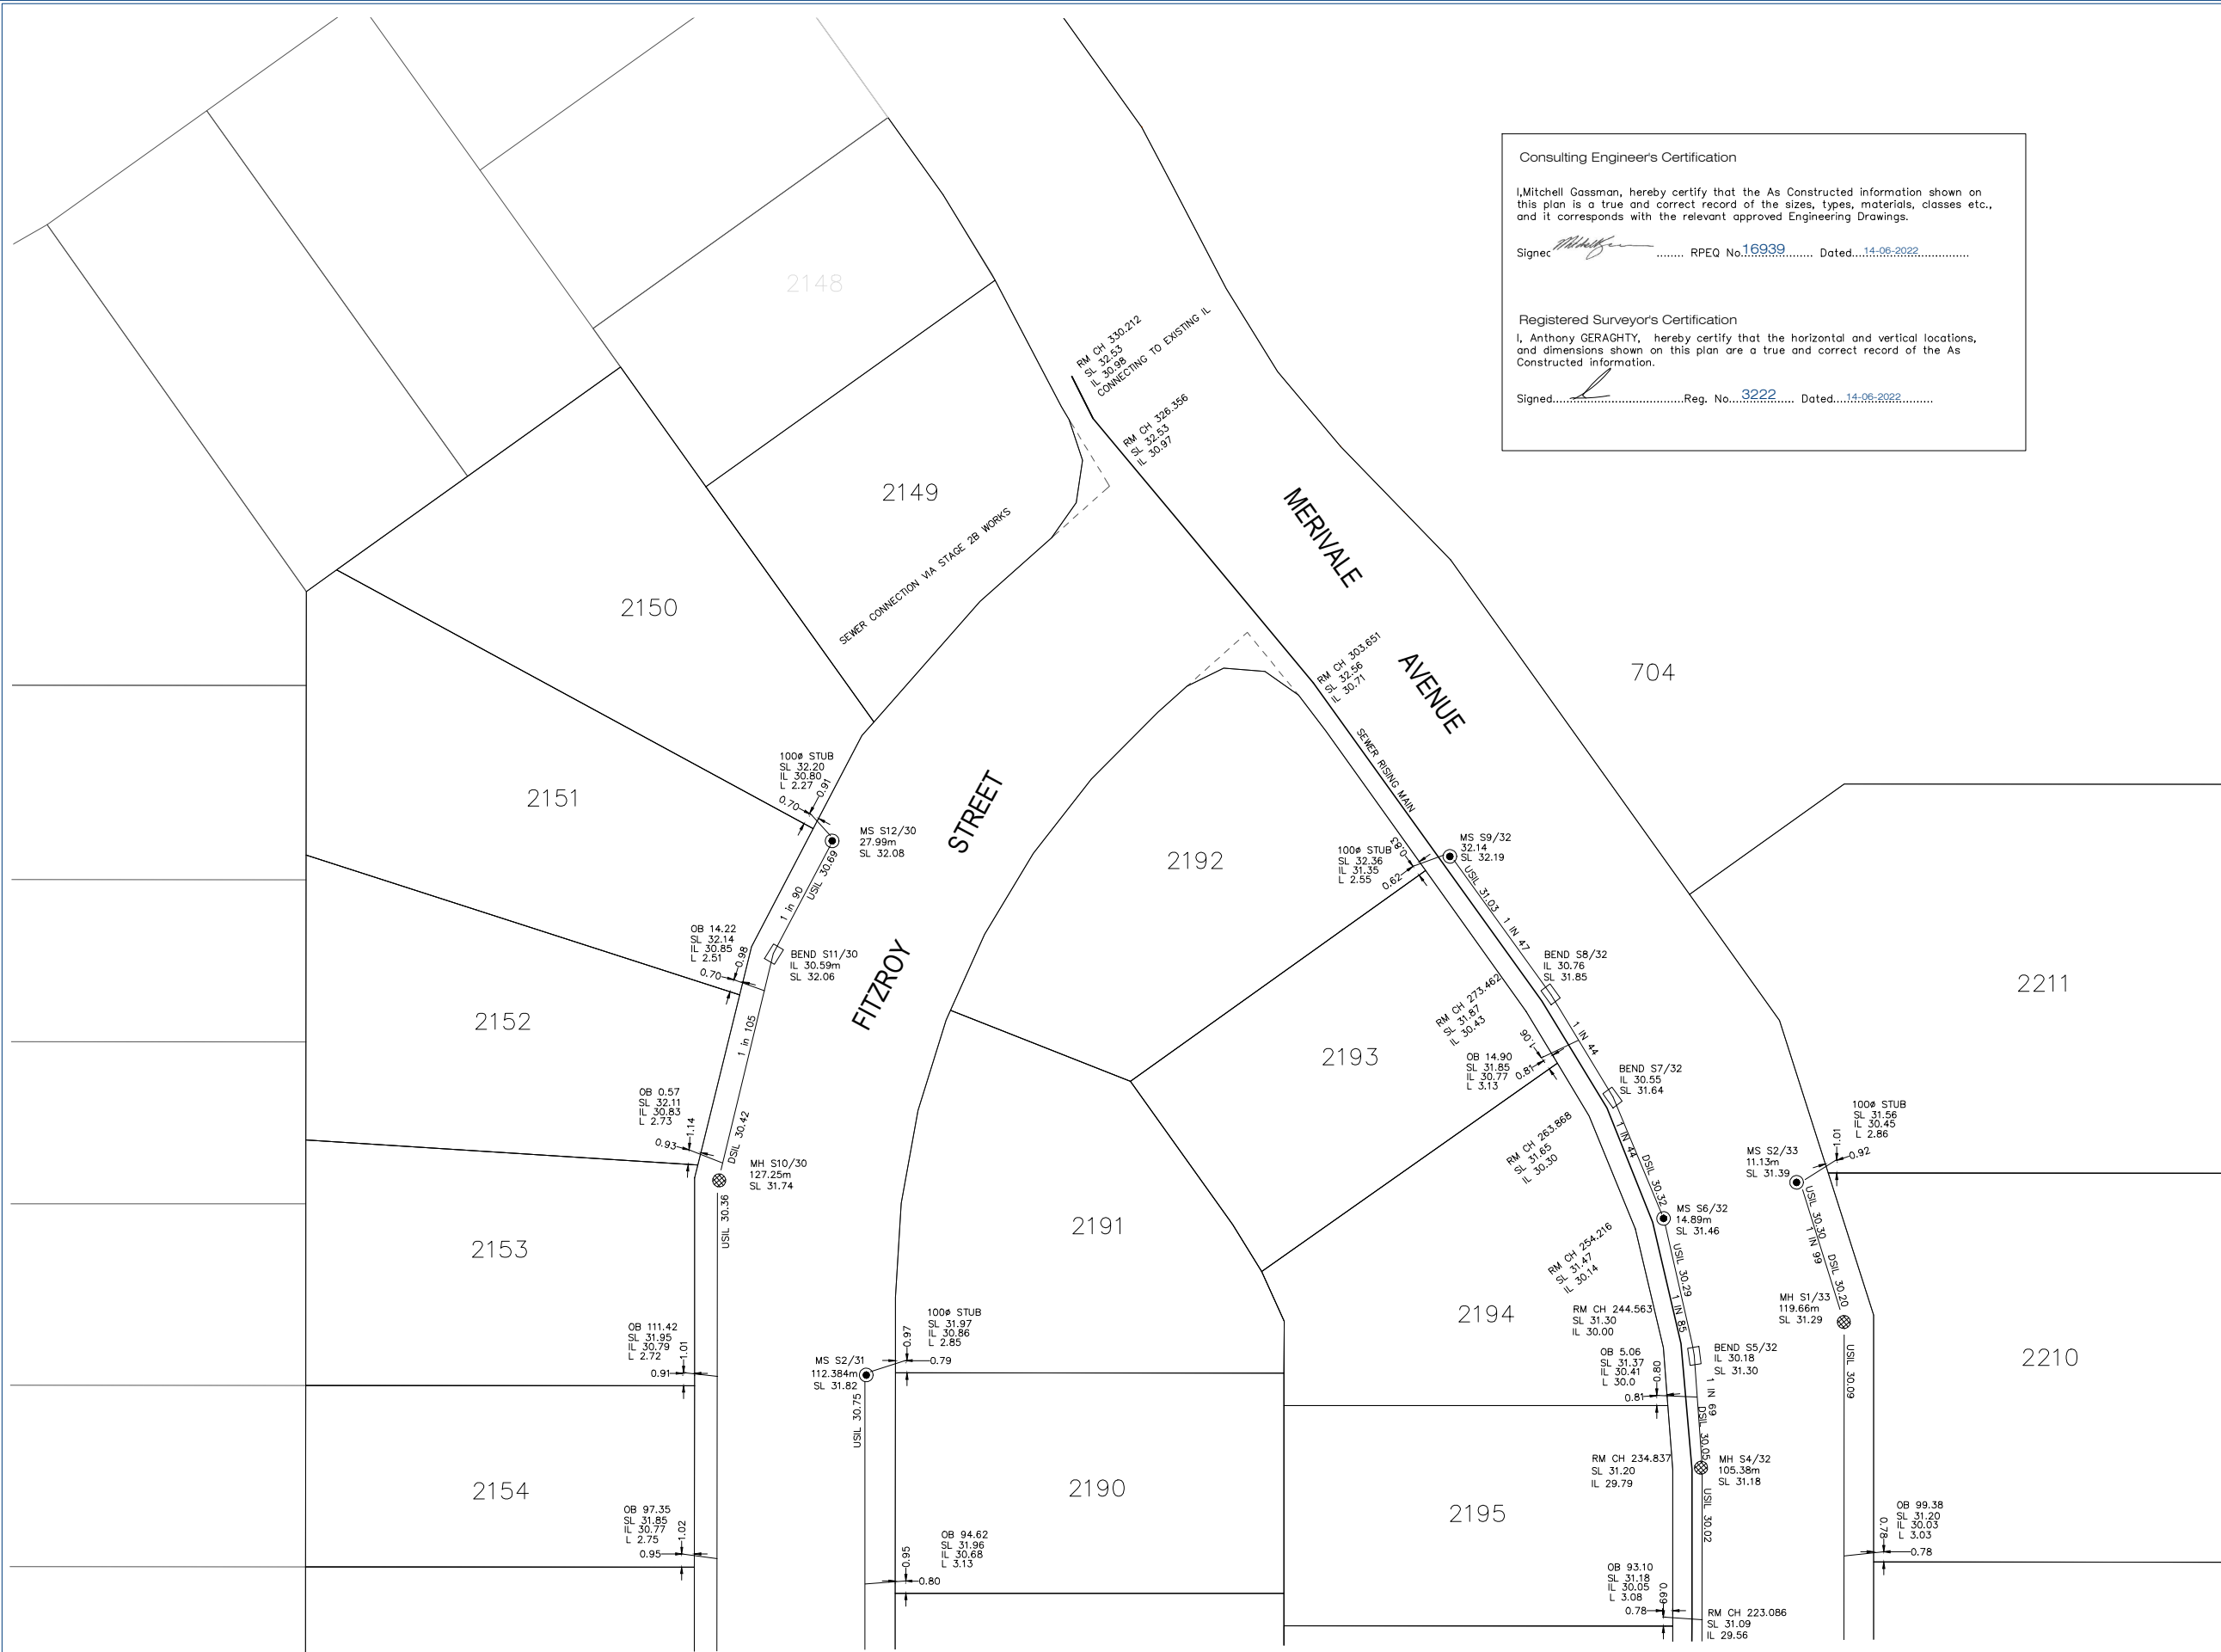 Consulting Engineer's Certification
I,Mitchell Gassman, hereby certify that the As Constructed information shown on
this plan is a true and correct record of the sizes, types, materials, classes etc.,
and it corresponds with the relevant approved Engineering Drawings.
Signed ........ RPEQ No.16939 Dated 14-06-2022
Registered Surveyor's Certification
I, Anthony GERAGHTY, hereby certify that the horizontal and vertical locations,
and dimensions shown on this plan are a true and correct record of the As
Constructed information.
Signed Reg. No. 3222 Dated 14-06-2022
2148
RM CH 330.212
SL 32.53
IL 30.98
CONNECTING TO EXISTING IL
RM CH 326.356
SL 32.53
IL 30.97
2149
SEWER CONNECTION VIA STAGE 2B WORKS
MERIVALE
AVENUE
2150
704
RM CH 303.651
SL 32.56
IL 30.71
SEWER RISING MAIN
100ø STUB
SL 32.20
IL 30.80
L 2.27
0.91
0.70
2151
MS S12/30
27.99m
SL 32.08
USIL 30.69
1 in 90
STREET
FITZROY
2192
100ø STUB
SL 32.36
IL 31.35
L 2.55
0.83
0.62
MS S9/32
32.14
SL 32.19
USIL 31.03
1 IN 47
OB 14.22
SL 32.14
IL 30.85
L 2.51
0.98
0.70
BEND S11/30
IL 30.59m
SL 32.06
BEND S8/32
IL 30.76
SL 31.85
2211
2152
1 in 105
RM CH 273.462
SL 31.87
IL 30.43
1 IN 44
2193
OB 14.90
SL 31.85
IL 30.77
L 3.13
1.06
0.81
BEND S7/32
IL 30.55
SL 31.64
OB 0.57
SL 32.11
IL 30.83
L 2.73
1.14
0.93
DSIL 30.42
MH S10/30
127.25m
SL 31.74
USIL 30.36
RM CH 263.868
SL 31.65
IL 30.30
1 IN 44
DSIL 30.32
100ø STUB
SL 31.56
IL 30.45
L 2.86
1.01
0.92
MS S2/33
11.13m
SL 31.39
USIL 30.30
1 IN 99
DSIL 30.20
2153
2191
MS S6/32
14.89m
SL 31.46
USIL 30.29
1 IN 85
RM CH 254.216
SL 31.47
IL 30.14
2194
RM CH 244.563
SL 31.30
IL 30.00
MH S1/33
119.66m
SL 31.29
USIL 30.09
OB 111.42
SL 31.95
IL 30.79
L 2.72
1.01
0.91
100ø STUB
SL 31.97
IL 30.86
L 2.85
0.97
0.79
MS S2/31
112.384m
SL 31.82
USIL 30.75
OB 5.06
SL 31.37
IL 30.41
L 30.0
0.80
0.81
BEND S5/32
IL 30.18
SL 31.30
1 IN 69
DSIL 30.05
2210
2154
2190
RM CH 234.837
SL 31.20
IL 29.79
MH S4/32
105.38m
SL 31.18
USIL 30.02
2195
OB 97.35
SL 31.85
IL 30.77
L 2.75
1.02
0.95
OB 94.62
SL 31.96
IL 30.68
L 3.13
0.95
0.80
OB 93.10
SL 31.18
IL 30.05
L 3.08
0.69
0.78
RM CH 223.086
SL 31.09
IL 29.56
OB 99.38
SL 31.20
IL 30.03
L 3.03
0.78
0.78